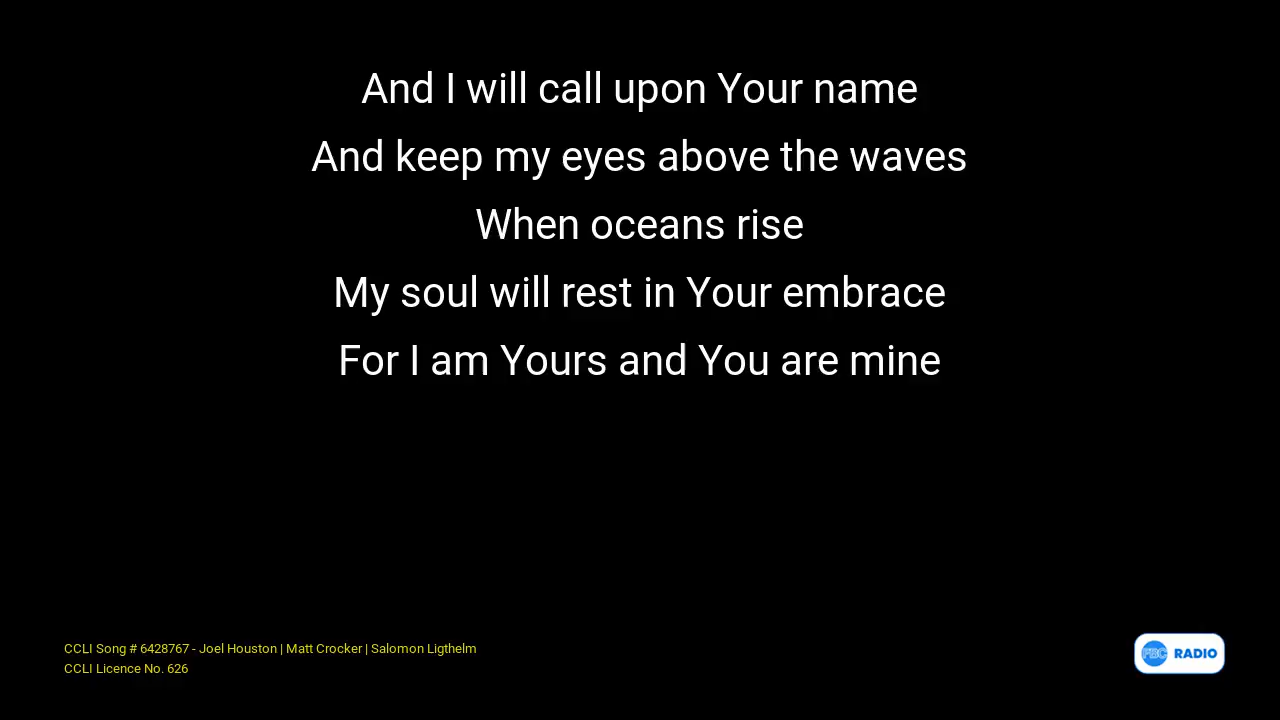 And I will call upon Your name
And keep my eyes above the waves
When oceans rise
My soul will rest in Your embrace
For I am Yours and You are mine
CCLI Song # 6428767 - Joel Houston | Matt Crocker | Salomon Ligthelm
CCLI Licence No. 626
FBC RADIO